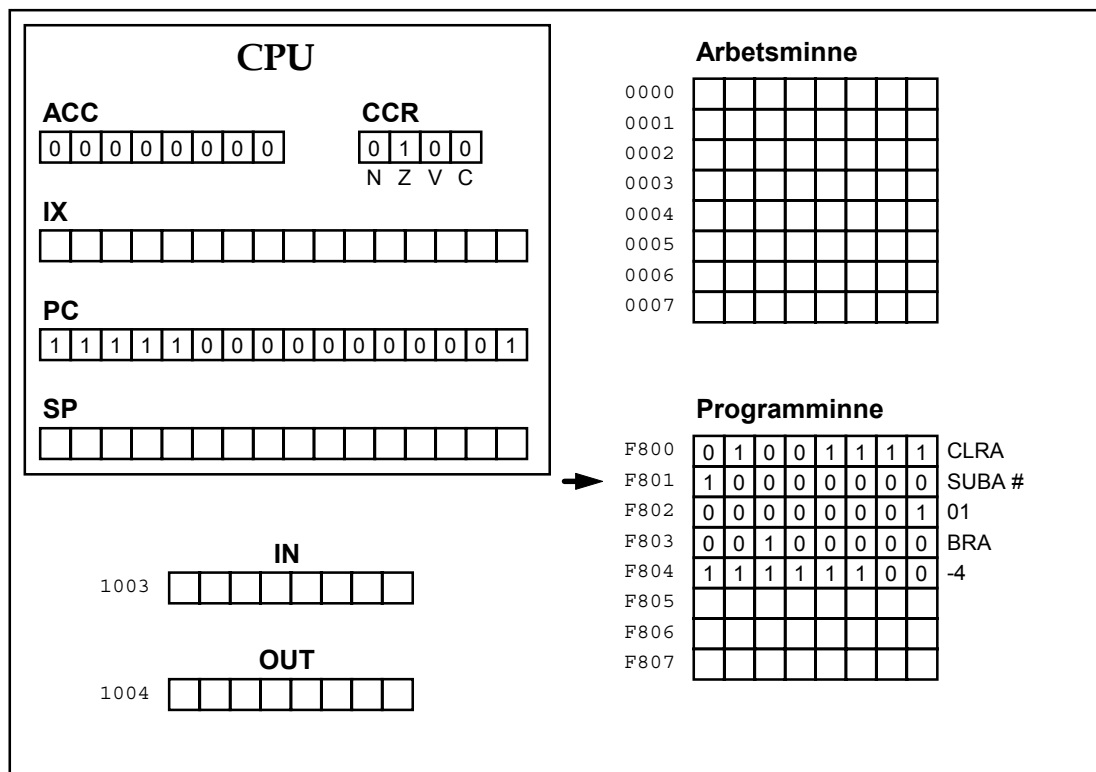 CPU
ACC
0 0 0 0 0 0 0 0
CCR
0 1 0 0
N Z V C
IX
PC
1 1 1 1 1 0 0 0 0 0 0 0 0 0 0 1
SP
IN
1003
OUT
1004
Arbetsminne
0000
0001
0002
0003
0004
0005
0006
0007
Programminne
F800 0 1 0 0 1 1 1 1 CLRA
F801 1 0 0 0 0 0 0 0 SUBA #
F802 0 0 0 0 0 0 0 1 01
F803 0 0 1 0 0 0 0 0 BRA
F804 1 1 1 1 1 1 0 0 -4
F805
F806
F807